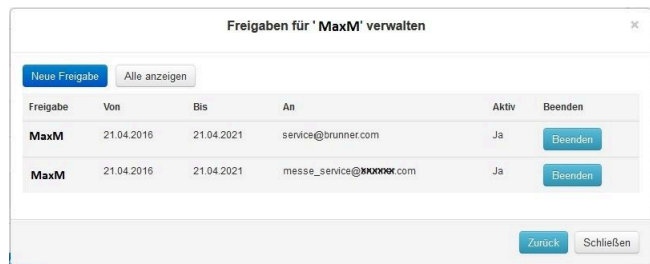 Freigaben für ' MaxM' verwalten ×
Neue Freigabe Alle anzeigen
Freigabe Von Bis An Aktiv Beenden
MaxM 21.04.2016 21.04.2021 service@brunner.com Ja Beenden
MaxM 21.04.2016 21.04.2021 messe_service@xxxxxx.com Ja Beenden
Zurück Schließen